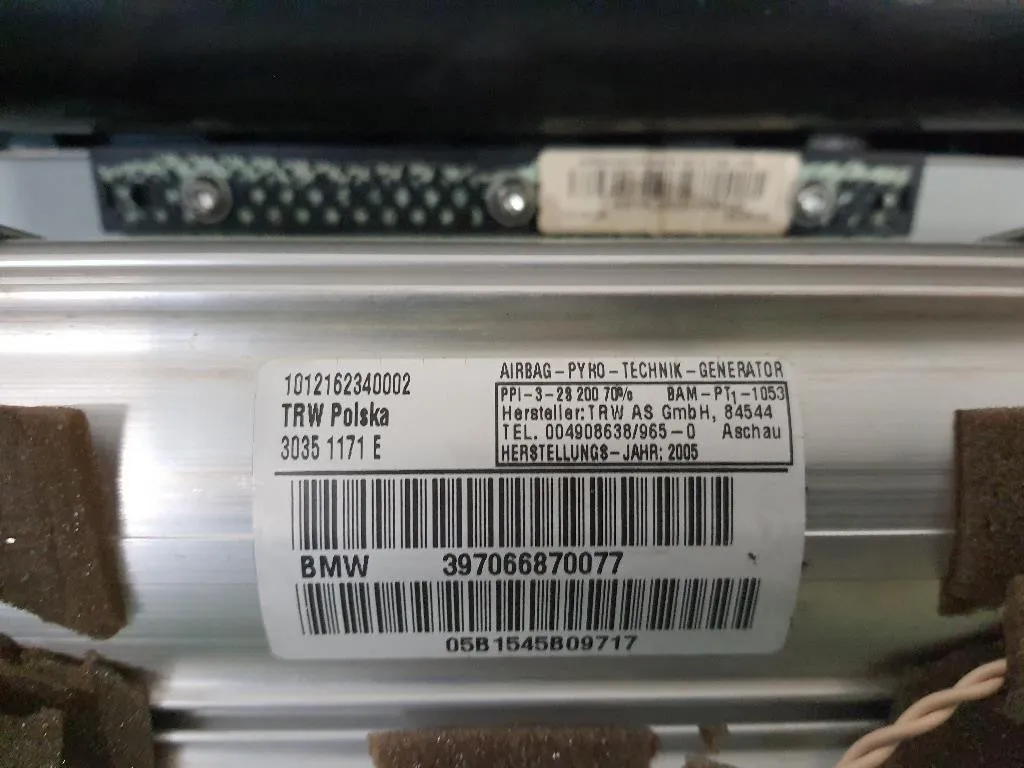 1012162340002
TRW Polska
3035 1171 E
AIRBAG-PYRO-TECHNIK-GENERATOR
PPI-3-28 200 70% BAM-PT1-1053
Hersteller: TRW AS GmbH, 84544
TEL. 004908638/965-0 Aschau
HERSTELLUNGS-JAHR: 2005
BMW 397066870077
05B1545B09717